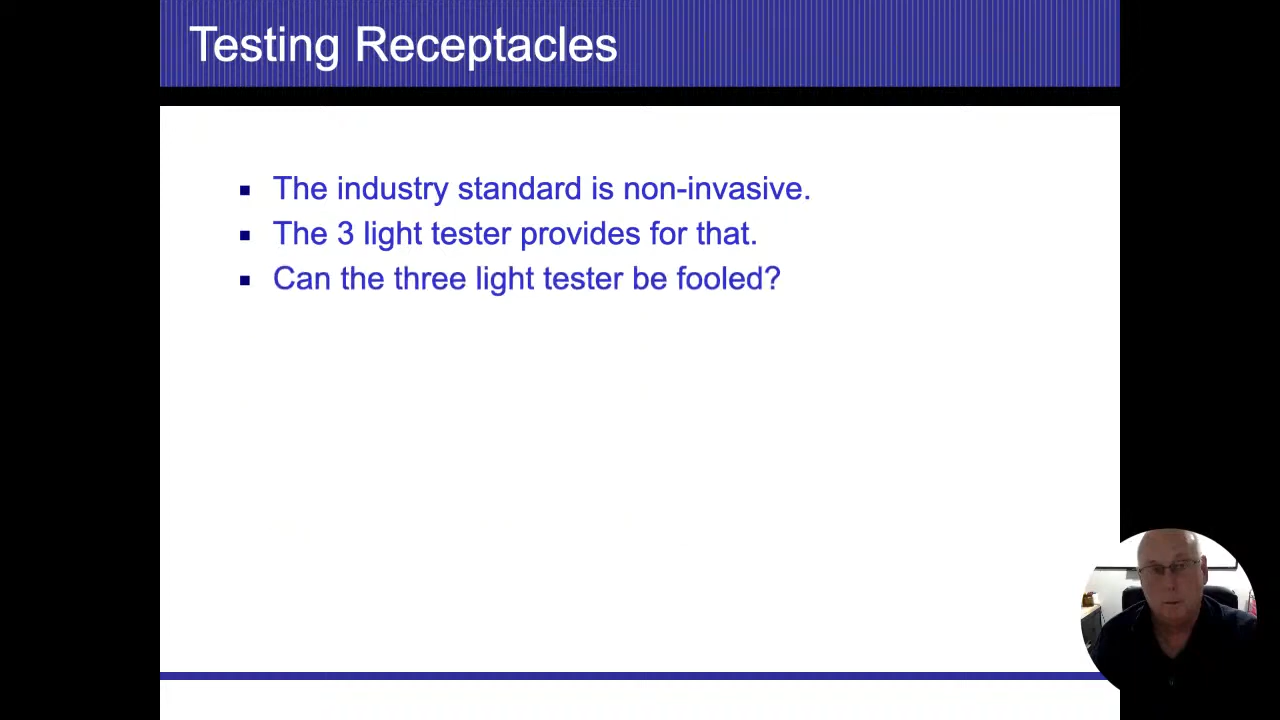 Testing Receptacles
The industry standard is non-invasive.
The 3 light tester provides for that.
Can the three light tester be fooled?